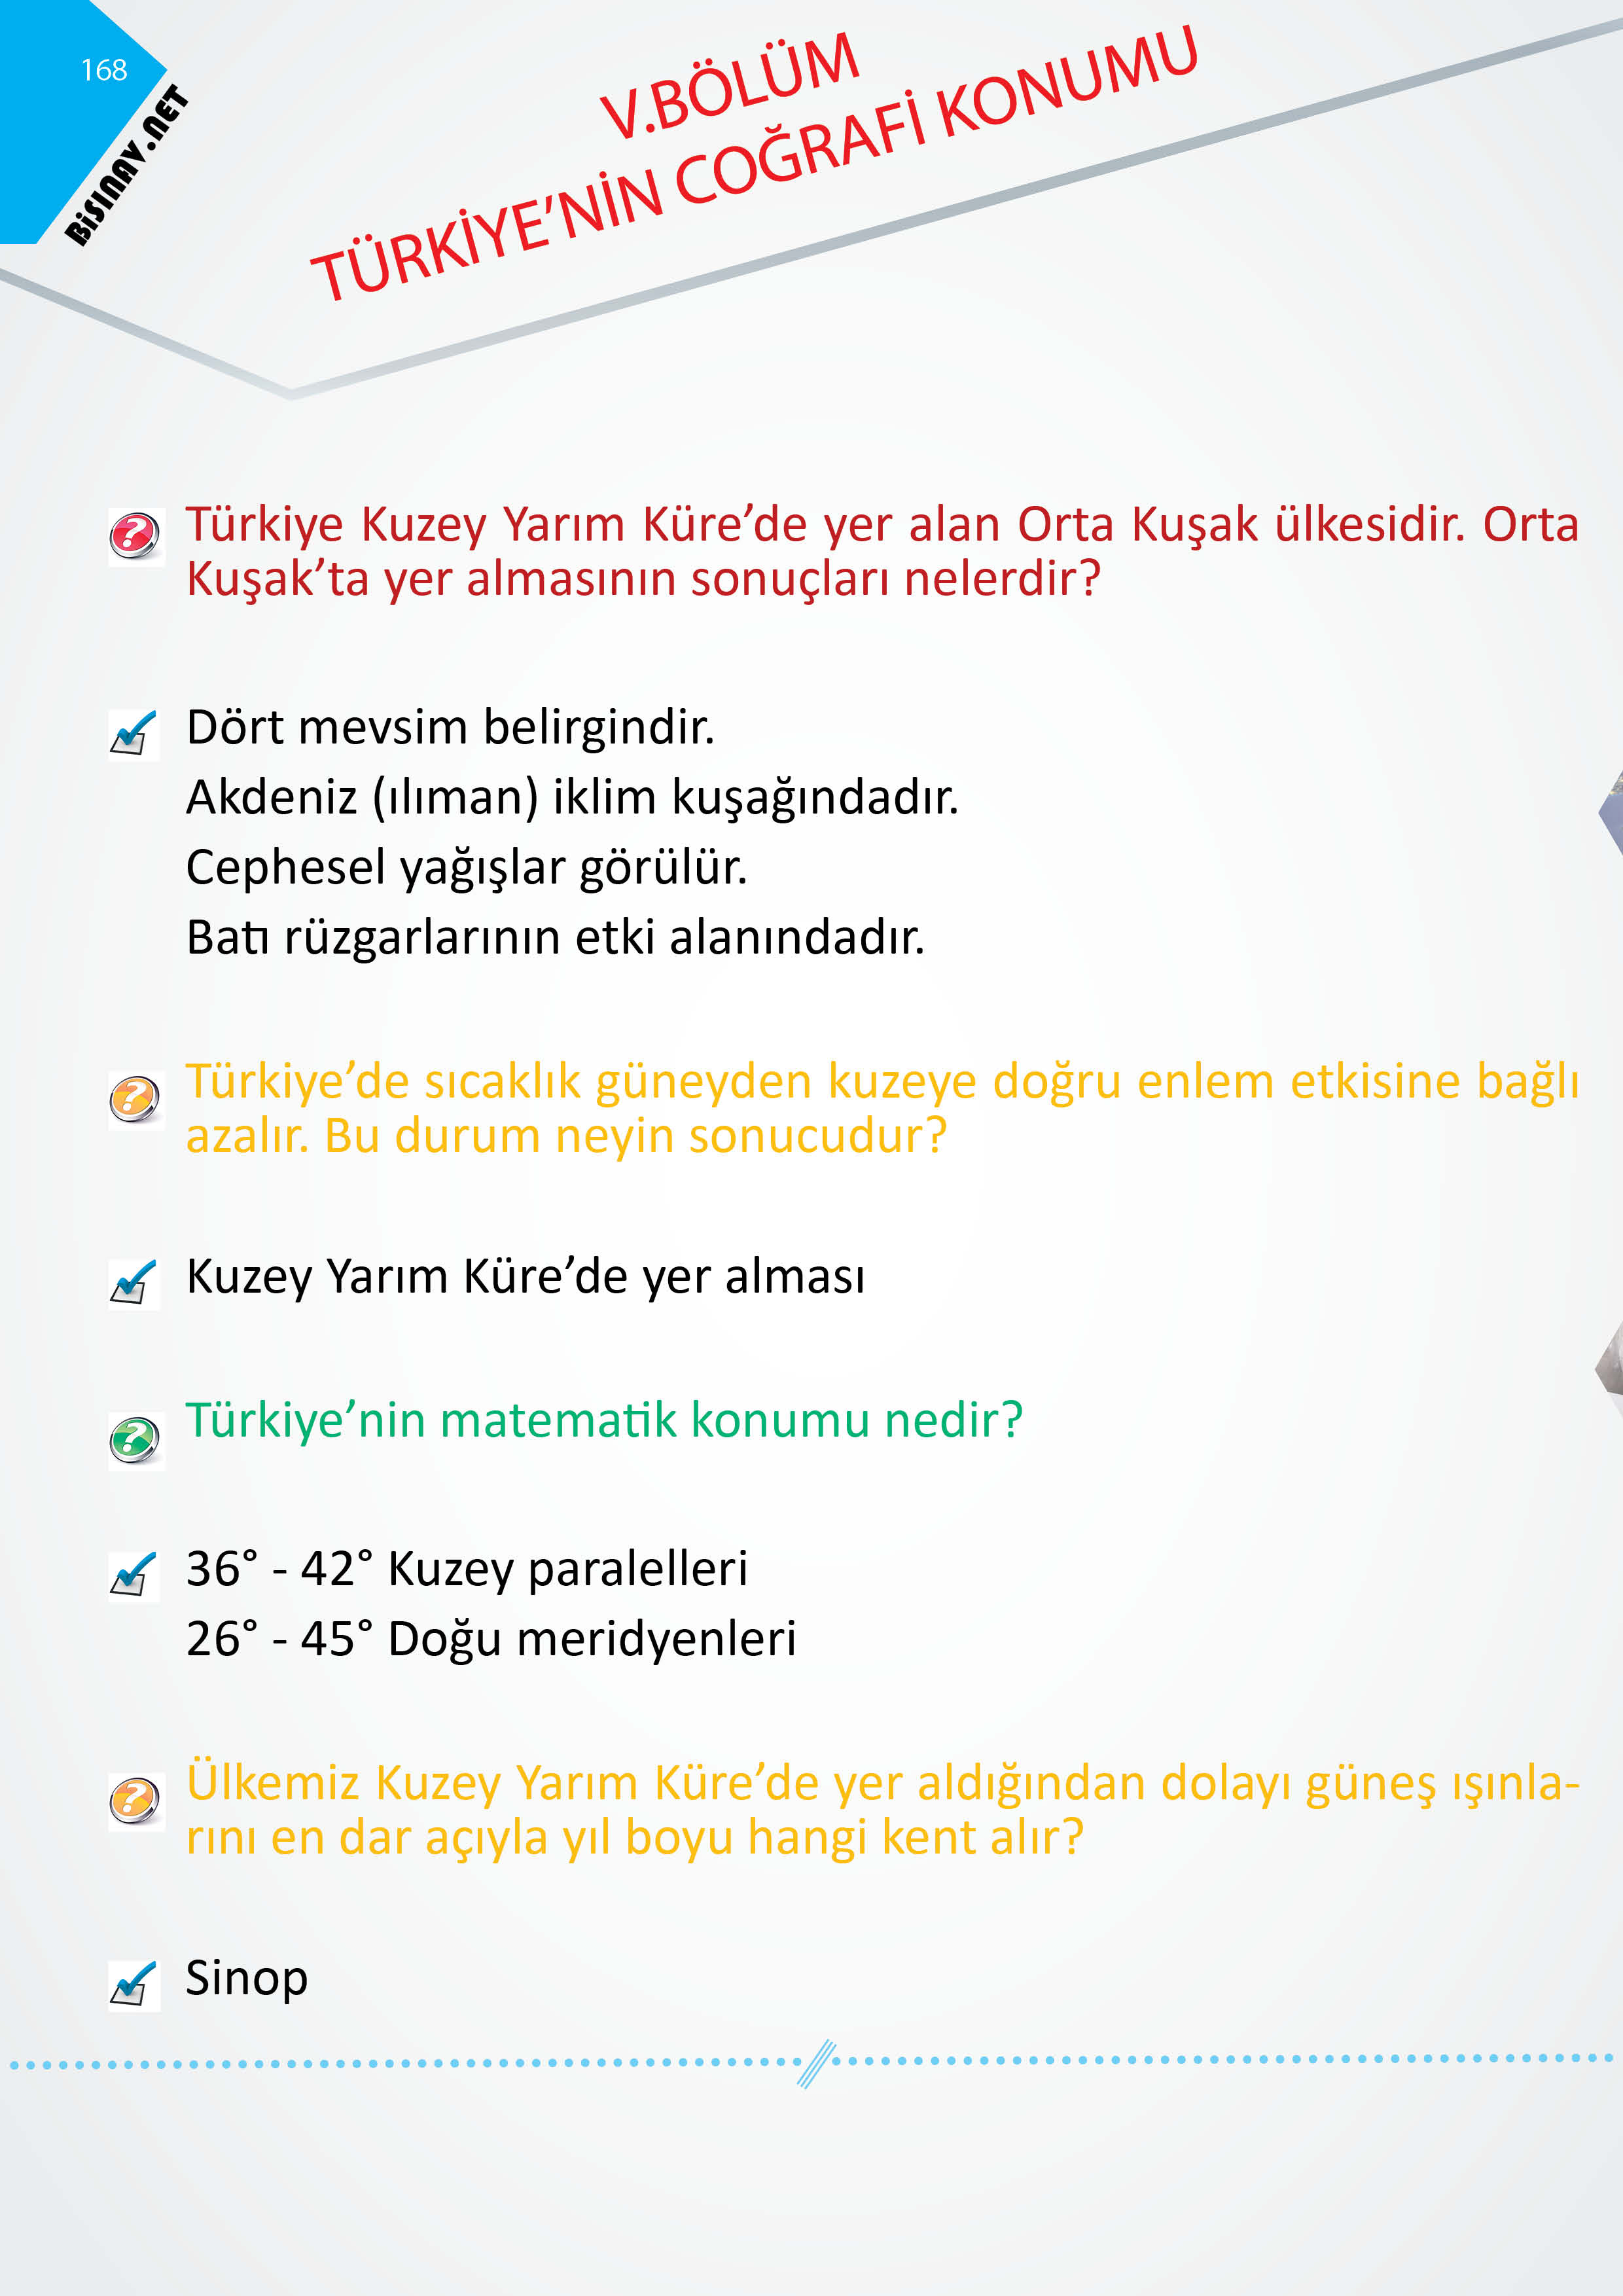 168
BiSINAV.NET
V.BÖLÜM
TÜRKİYE’NİN COĞRAFİ KONUMU
Türkiye Kuzey Yarım Küre’de yer alan Orta Kuşak ülkesidir. Orta
Kuşak’ta yer almasının sonuçları nelerdir?
Dört mevsim belirgindir.
Akdeniz (ılıman) iklim kuşağındadır.
Cephesel yağışlar görülür.
Batı rüzgarlarının etki alanındadır.
Türkiye’de sıcaklık güneyden kuzeye doğru enlem etkisine bağlı
azalır. Bu durum neyin sonucudur?
Kuzey Yarım Küre’de yer alması
Türkiye’nin matematik konumu nedir?
36° - 42° Kuzey paralelleri
26° - 45° Doğu meridyenleri
Ülkemiz Kuzey Yarım Küre’de yer aldığından dolayı güneş ışınla-
rını en dar açıyla yıl boyu hangi kent alır?
Sinop